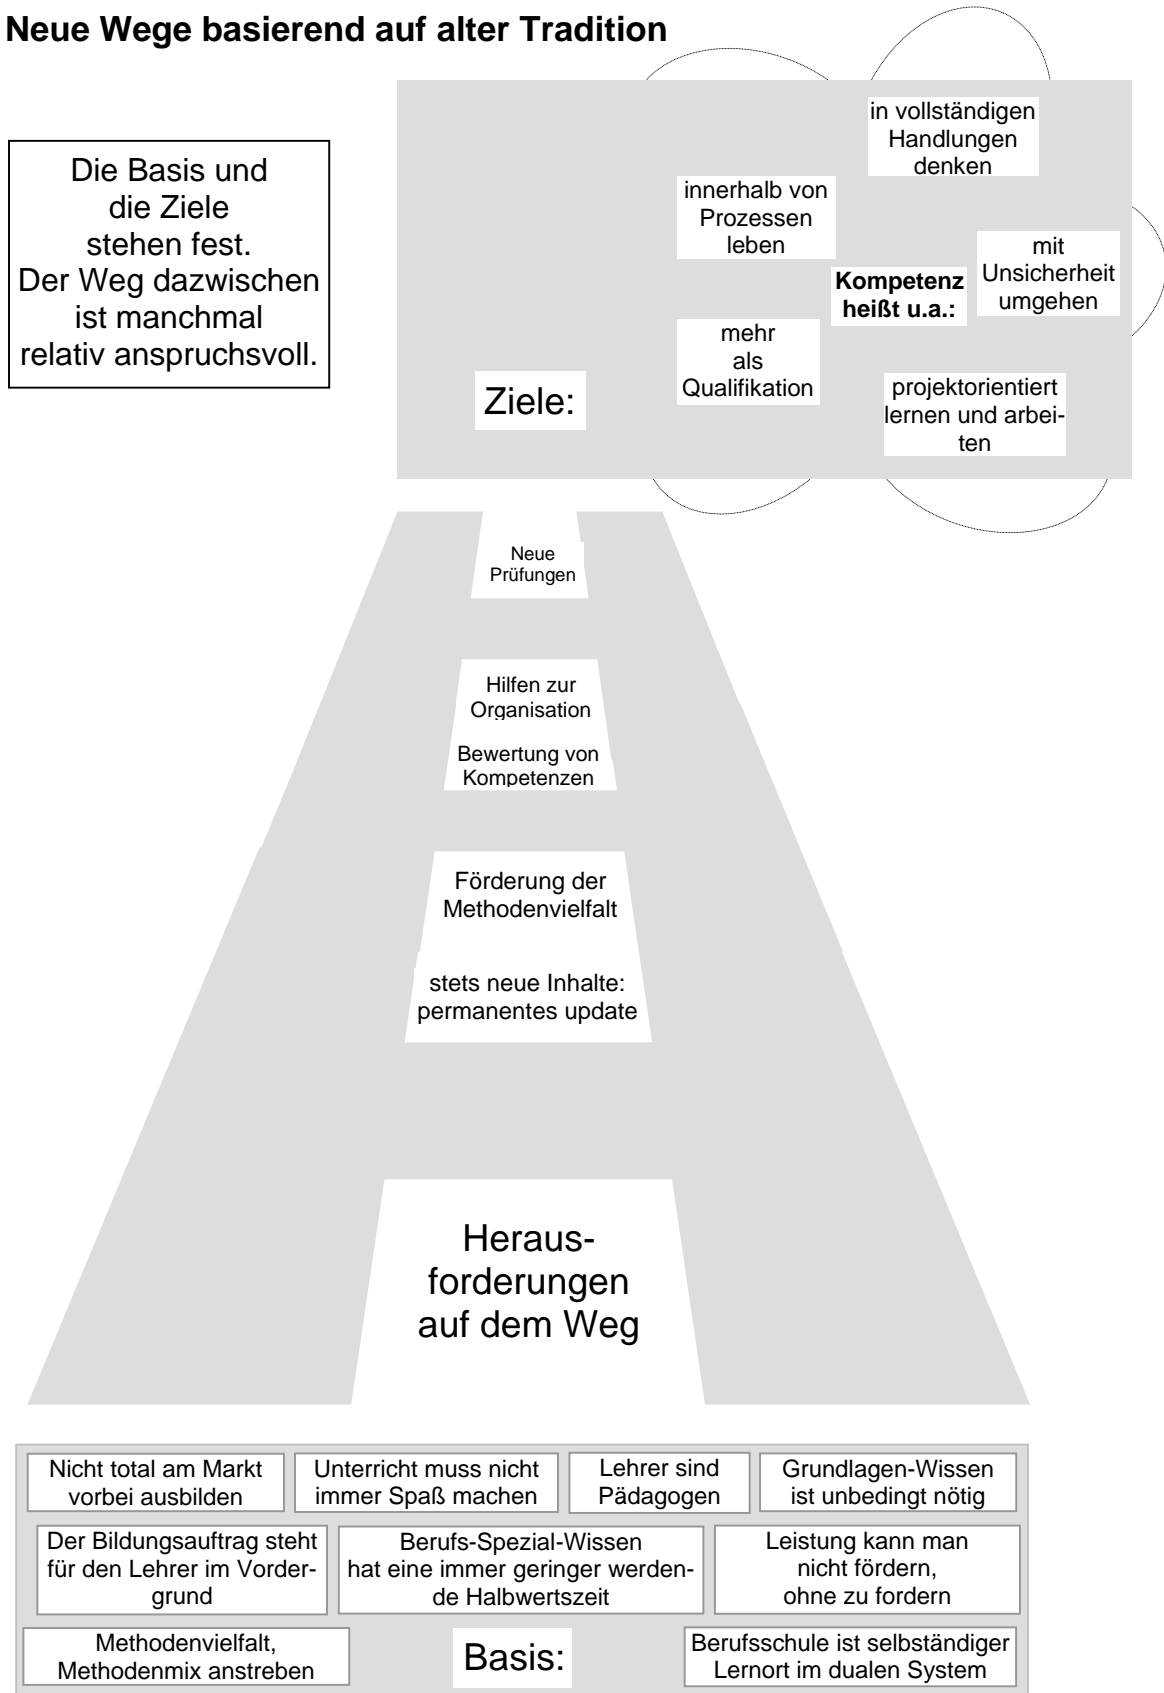 Neue Wege basierend auf alter Tradition
Die Basis und
die Ziele
stehen fest.
Der Weg dazwischen
ist manchmal
relativ anspruchsvoll.
in vollständigen
Handlungen
denken
innerhalb von
Prozessen
leben
mit
Unsicherheit
umgehen
Kompetenz
heißt u.a.:
mehr
als
Qualifikation
Ziele:
projektorientiert
lernen und arbei-
ten
Neue
Prüfungen
Hilfen zur
Organisation
Bewertung von
Kompetenzen
Förderung der
Methodenvielfalt
stets neue Inhalte:
permanentes update
Heraus-
forderungen
auf dem Weg
Nicht total am Markt
vorbei ausbilden
Unterricht muss nicht
immer Spaß machen
Lehrer sind
Pädagogen
Grundlagen-Wissen
ist unbedingt nötig
Der Bildungsauftrag steht
für den Lehrer im Vorder-
grund
Berufs-Spezial-Wissen
hat eine immer geringer werden-
de Halbwertszeit
Leistung kann man
nicht fördern,
ohne zu fordern
Methodenvielfalt,
Methodenmix anstreben
Basis:
Berufsschule ist selbständiger
Lernort im dualen System